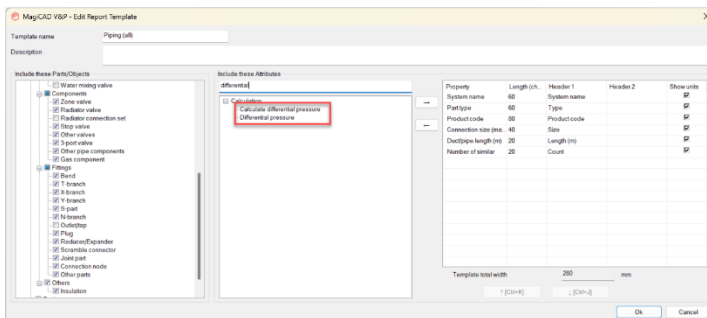 MagiCAD V&P - Edit Report Template
Template name Piping (all)
Description
Include these Parts/Objects
Water mixing valve
Components
Zone valve
Radiator valve
Radiator connection set
Stop valve
Other valves
3-port valve
Other pipe components
Gas component
Fittings
Bend
T-branch
X-branch
Y-branch
S-part
N-branch
Outlet/tap
Plug
Reducer/Expander
Scramble connector
Joint part
Connection node
Other parts
Others
Insulation
Include these Attributes
differential
Calculation
Calculate differential pressure
Differential pressure
→
←
Property Length (ch... Header 1 Header 2 Show units
System name 60 System name
Part type 60 Type
Product code 80 Product code
Connection size (ma... 40 Size
Duct/pipe length (m) 20 Length (m)
Number of similar 20 Count
Template total width 280 mm
↑ [Ctrl+K] ↓ [Ctrl+J]
Ok Cancel